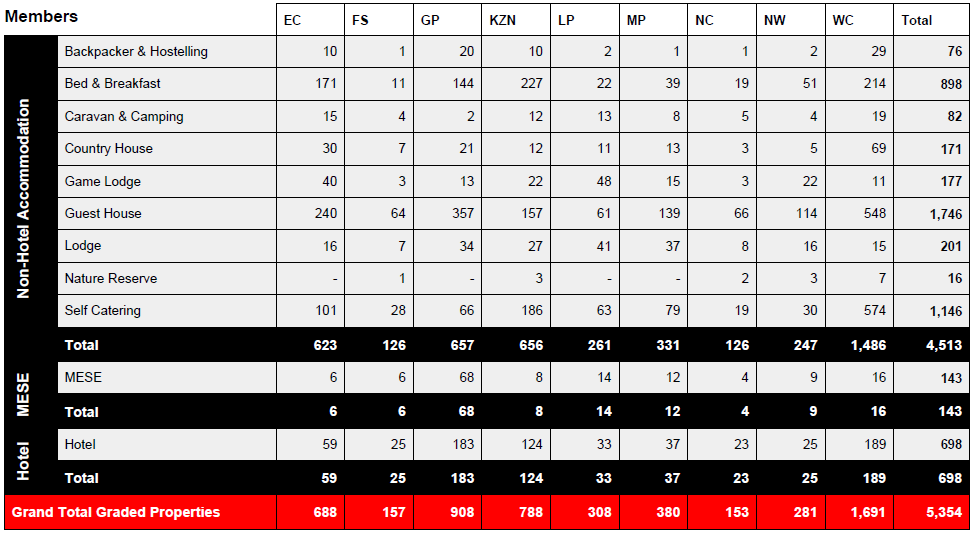 Members EC FS GP KZN LP MP NC NW WC Total
Non-Hotel Accommodation
Backpacker & Hostelling 10 1 20 10 2 1 1 2 29 76
Bed & Breakfast 171 11 144 227 22 39 19 51 214 898
Caravan & Camping 15 4 2 12 13 8 5 4 19 82
Country House 30 7 21 12 11 13 3 5 69 171
Game Lodge 40 3 13 22 48 15 3 22 11 177
Guest House 240 64 357 157 61 139 66 114 548 1,746
Lodge 16 7 34 27 41 37 8 16 15 201
Nature Reserve - 1 - 3 - - 2 3 7 16
Self Catering 101 28 66 186 63 79 19 30 574 1,146
Total 623 126 657 656 261 331 126 247 1,486 4,513
MESE
MESE 6 6 68 8 14 12 4 9 16 143
Total 6 6 68 8 14 12 4 9 16 143
Hotel
Hotel 59 25 183 124 33 37 23 25 189 698
Total 59 25 183 124 33 37 23 25 189 698
Grand Total Graded Properties 688 157 908 788 308 380 153 281 1,691 5,354